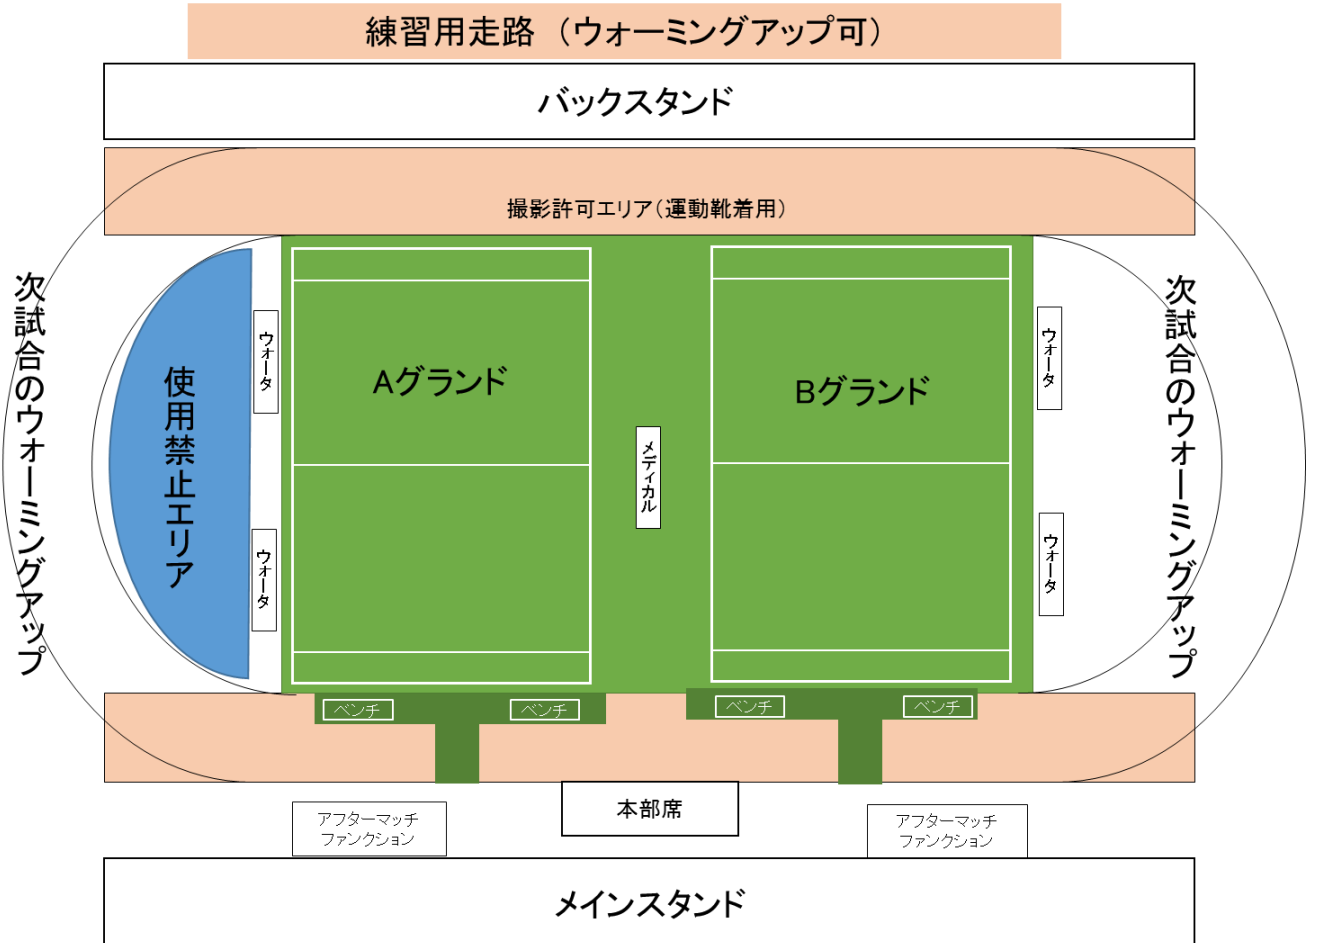 練習用走路（ウォーミングアップ可）
バックスタンド
撮影許可エリア（運動靴着用）
次試合のウォーミングアップ
使用禁止エリア
ウォータ
ウォータ
Aグランド
メディカル
Bグランド
ウォータ
ウォータ
次試合のウォーミングアップ
ベンチ
ベンチ
ベンチ
ベンチ
本部席
アフターマッチ
ファンクション
アフターマッチ
ファンクション
メインスタンド